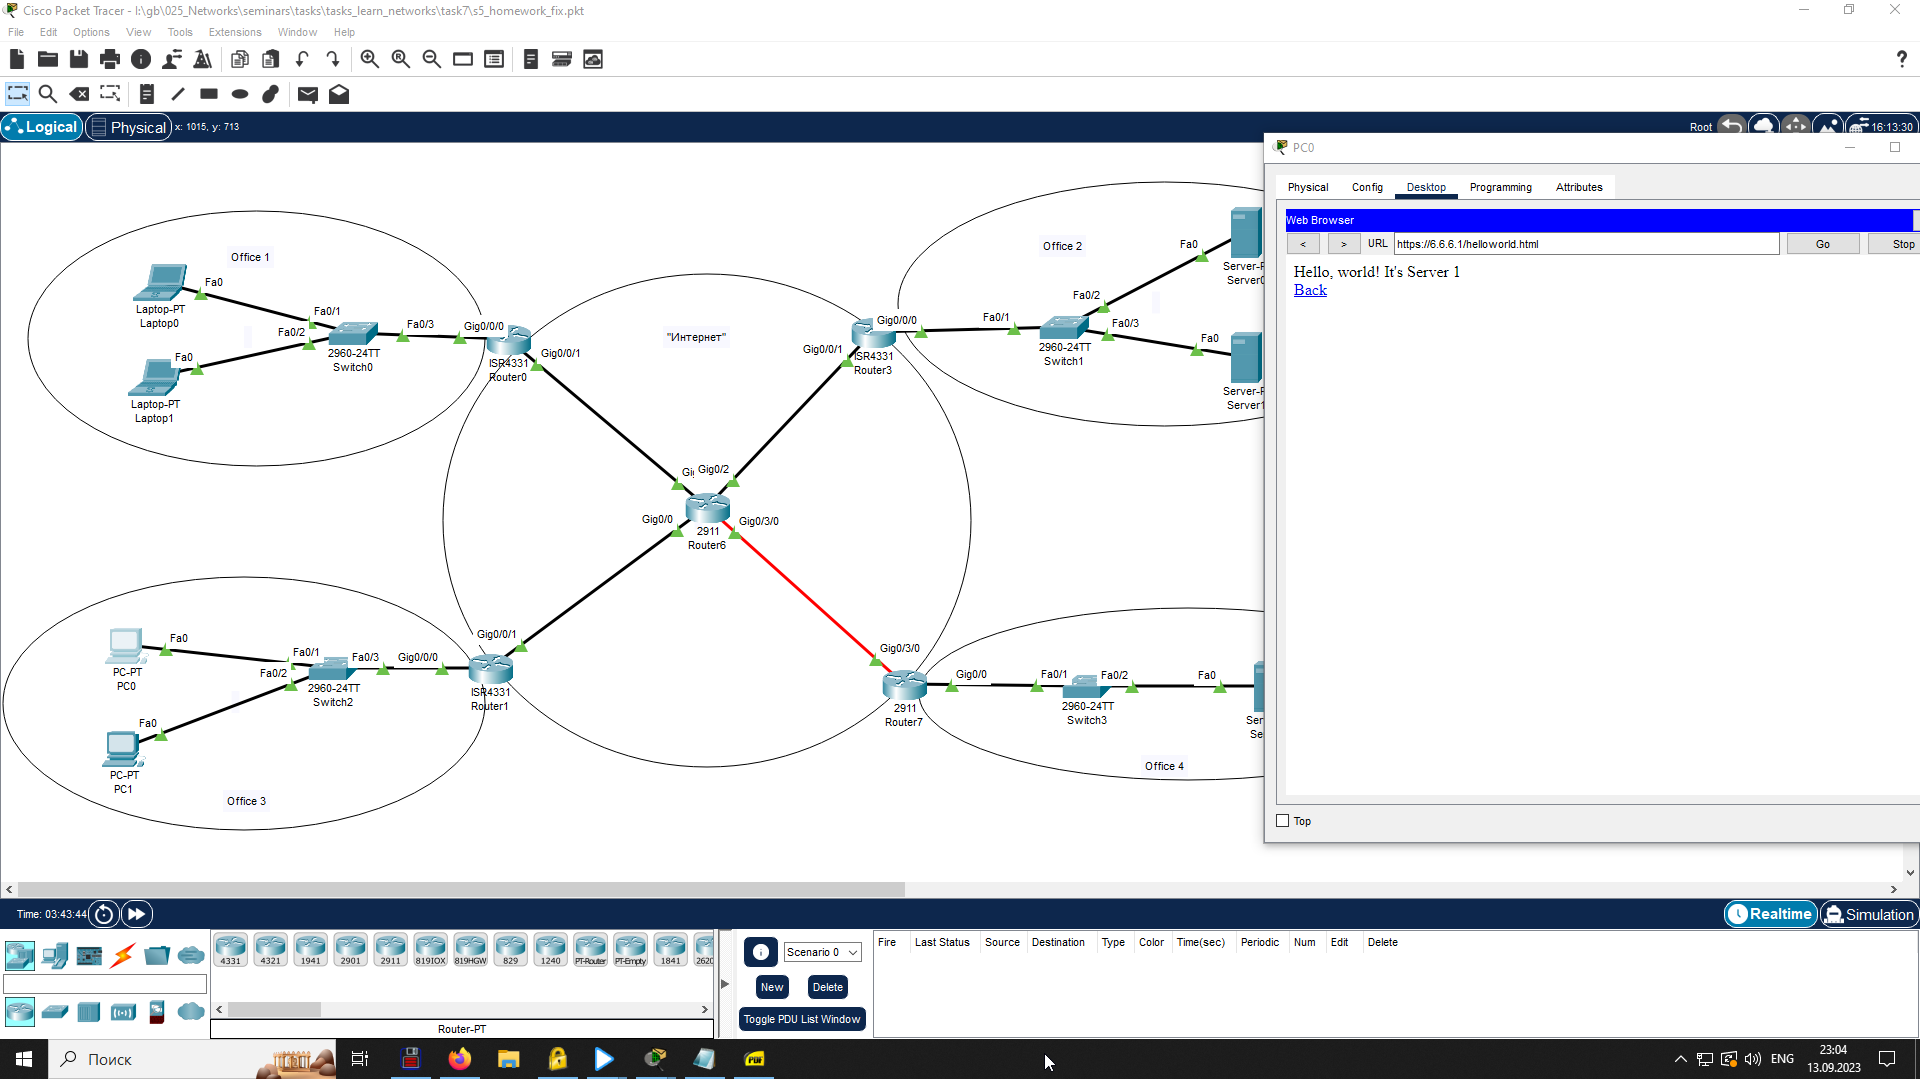 Cisco Packet Tracer - I:\gb\025_Networks\seminars\tasks\tasks_learn_networks\task7\s5_homework_fix.pkt
File Edit Options View Tools Extensions Window Help
Logical Physical x: 1015, y: 713
Root 16:13:30
PC0
Physical Config Desktop Programming Attributes
Web Browser
< > URL https://6.6.6.1/helloworld.html Go Stop
Hello, world! It's Server 1
Back
Top
Office 1
Fa0
Laptop-PT
Laptop0
Fa0/1
Fa0/2
Fa0/3
Gig0/0/0
2960-24TT
Switch0
Fa0
Laptop-PT
Laptop1
ISR4331
Router0
Gig0/0/1
"Интернет"
Office 2
Fa0
Server0
Fa0/2
Fa0/1
Gig0/0/0
Gig0/0/1
ISR4331
Router3
Fa0/3
2960-24TT
Switch1
Fa0
Server1
Gig0/2
Gig0/0
Gig0/3/0
2911
Router6
Fa0
PC-PT
PC0
Fa0/1
Fa0/2
Fa0/3
Gig0/0/0
Gig0/0/1
2960-24TT
Switch2
ISR4331
Router1
Fa0
PC-PT
PC1
Office 3
Gig0/3/0
Gig0/0
2911
Router7
Fa0/1
Fa0/2
2960-24TT
Switch3
Fa0
Office 4
Time: 03:43:44
Realtime Simulation
4331 4321 1941 2901 2911 819IOX 819HGW 829 1240 PT-Router PT-Empty 1841 2620
Router-PT
Scenario 0
New Delete
Toggle PDU List Window
Fire Last Status Source Destination Type Color Time(sec) Periodic Num Edit Delete
Поиск
PDF
ENG
23:04
13.09.2023